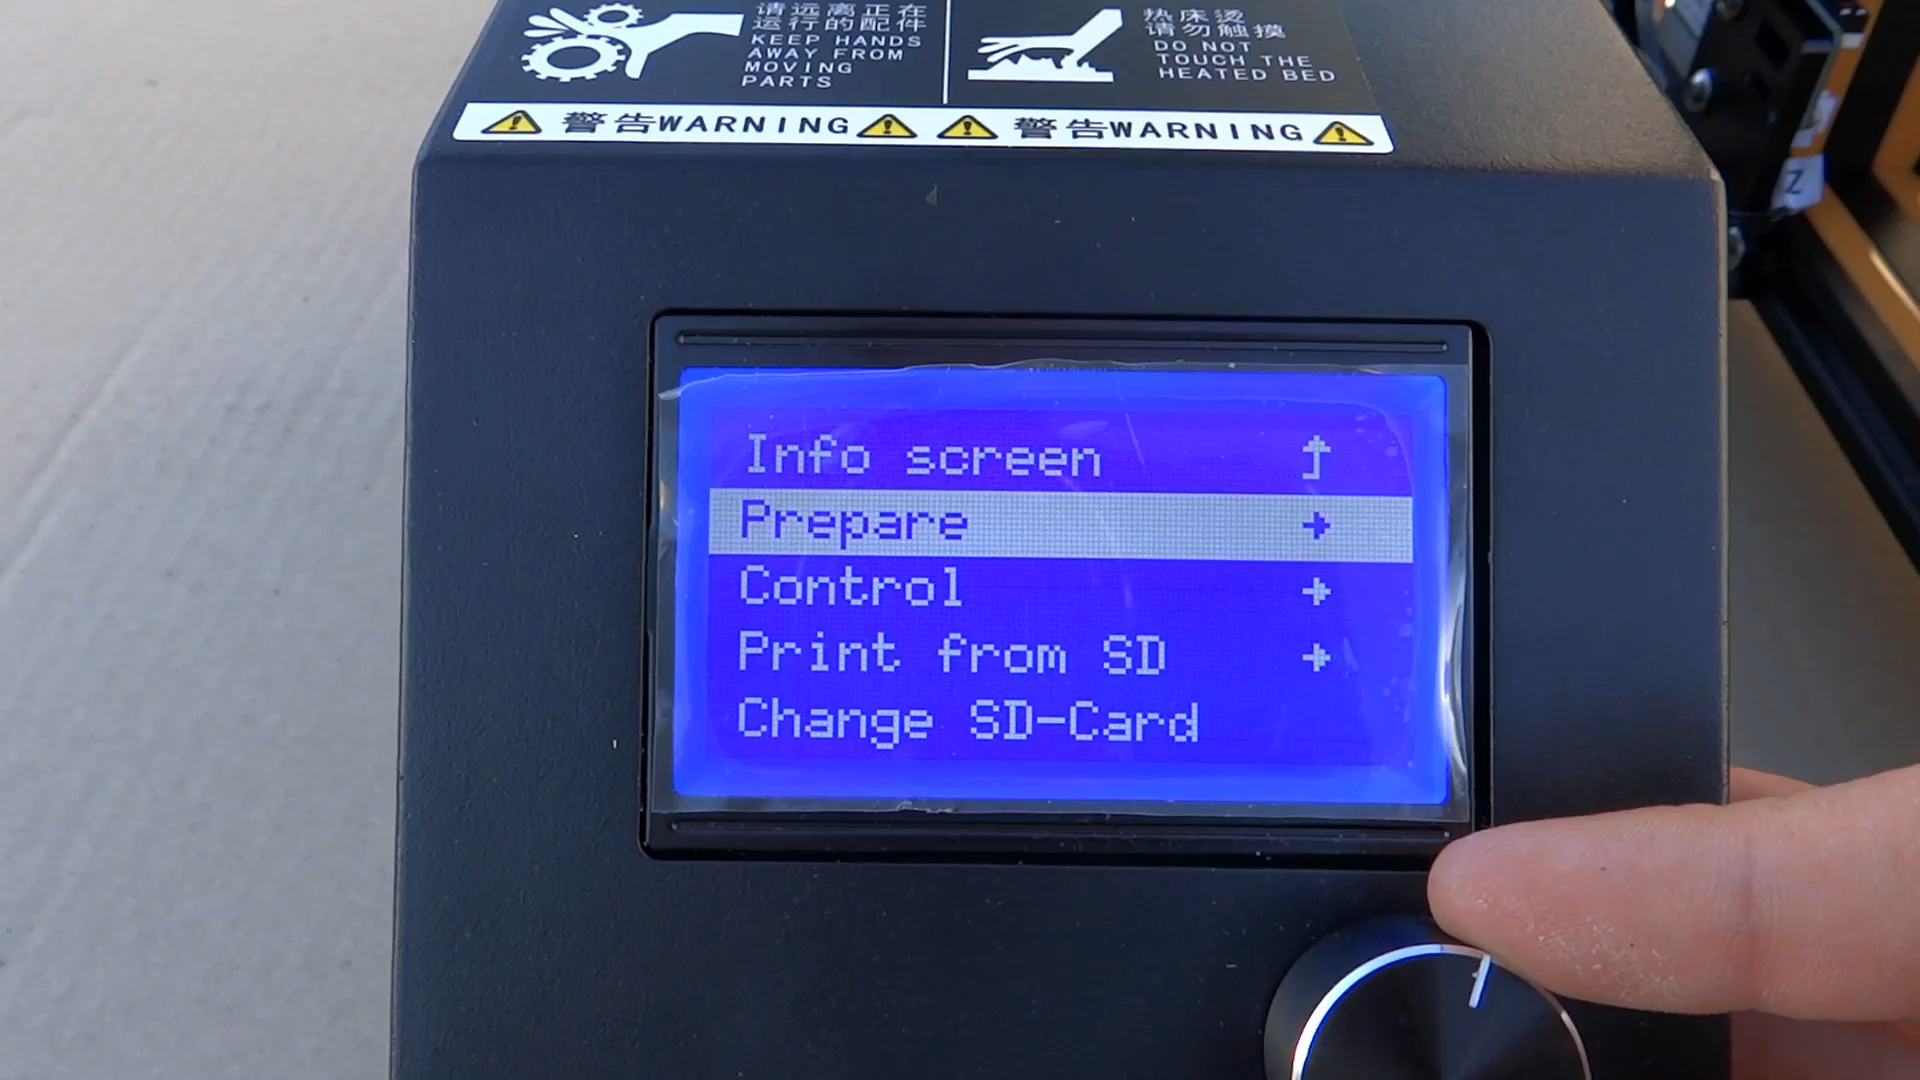 请远离正在
运行的配件
KEEP HANDS
AWAY FROM
MOVING
PARTS
热床烫
请勿触摸
DO NOT
TOUCH THE
HEATED BED
警告WARNING
警告WARNING
Z
Info screen
Prepare
Control
Print from SD
Change SD-Card